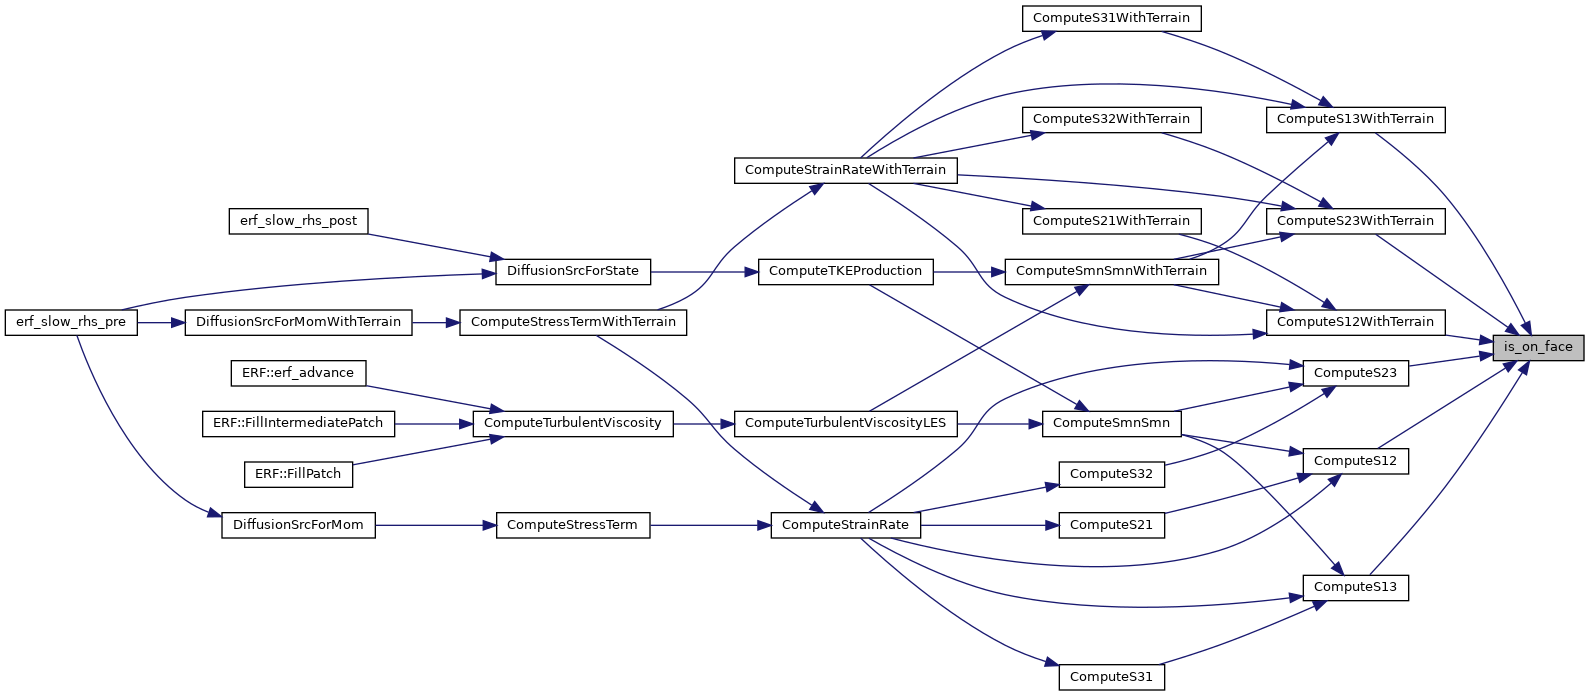 ComputeS31WithTerrain
ComputeS32WithTerrain
ComputeS13WithTerrain
ComputeStrainRateWithTerrain
erf_slow_rhs_post
ComputeS21WithTerrain
ComputeS23WithTerrain
DiffusionSrcForState
ComputeTKEProduction
ComputeSmnSmnWithTerrain
erf_slow_rhs_pre
DiffusionSrcForMomWithTerrain
ComputeStressTermWithTerrain
ComputeS12WithTerrain
is_on_face
ERF::erf_advance
ComputeS23
ERF::FillIntermediatePatch
ComputeTurbulentViscosity
ComputeTurbulentViscosityLES
ComputeSmnSmn
ComputeS12
ERF::FillPatch
ComputeS32
DiffusionSrcForMom
ComputeStressTerm
ComputeStrainRate
ComputeS21
ComputeS13
ComputeS31